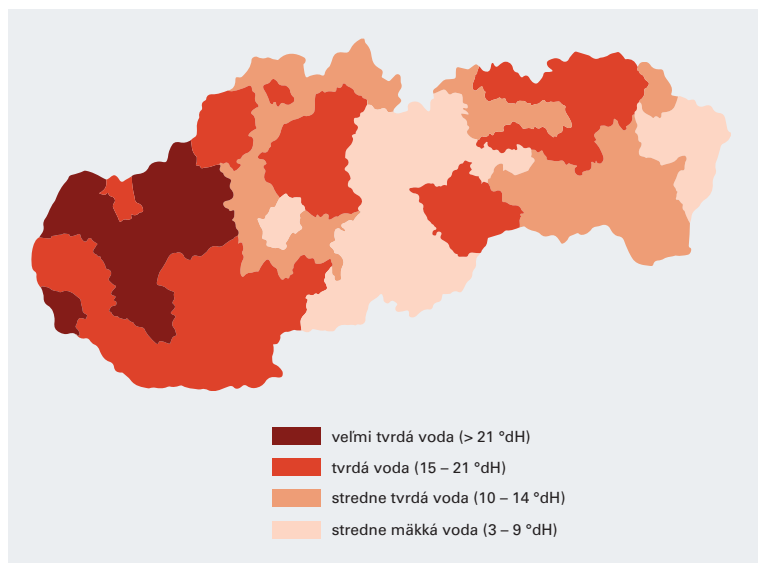 veľmi tvrdá voda (> 21 °dH)
tvrdá voda (15 – 21 °dH)
stredne tvrdá voda (10 – 14 °dH)
stredne mäkká voda (3 – 9 °dH)